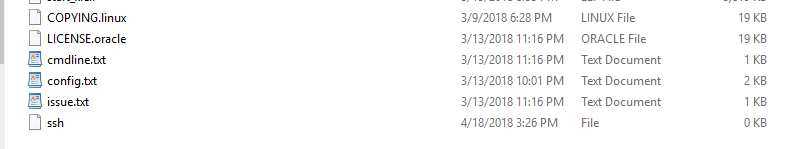 COPYING.linux 3/9/2018 6:28 PM LINUX File 19 KB
LICENSE.oracle 3/13/2018 11:16 PM ORACLE File 19 KB
cmdline.txt 3/13/2018 11:16 PM Text Document 1 KB
config.txt 3/13/2018 10:01 PM Text Document 2 KB
issue.txt 3/13/2018 11:16 PM Text Document 1 KB
ssh 4/18/2018 3:26 PM File 0 KB